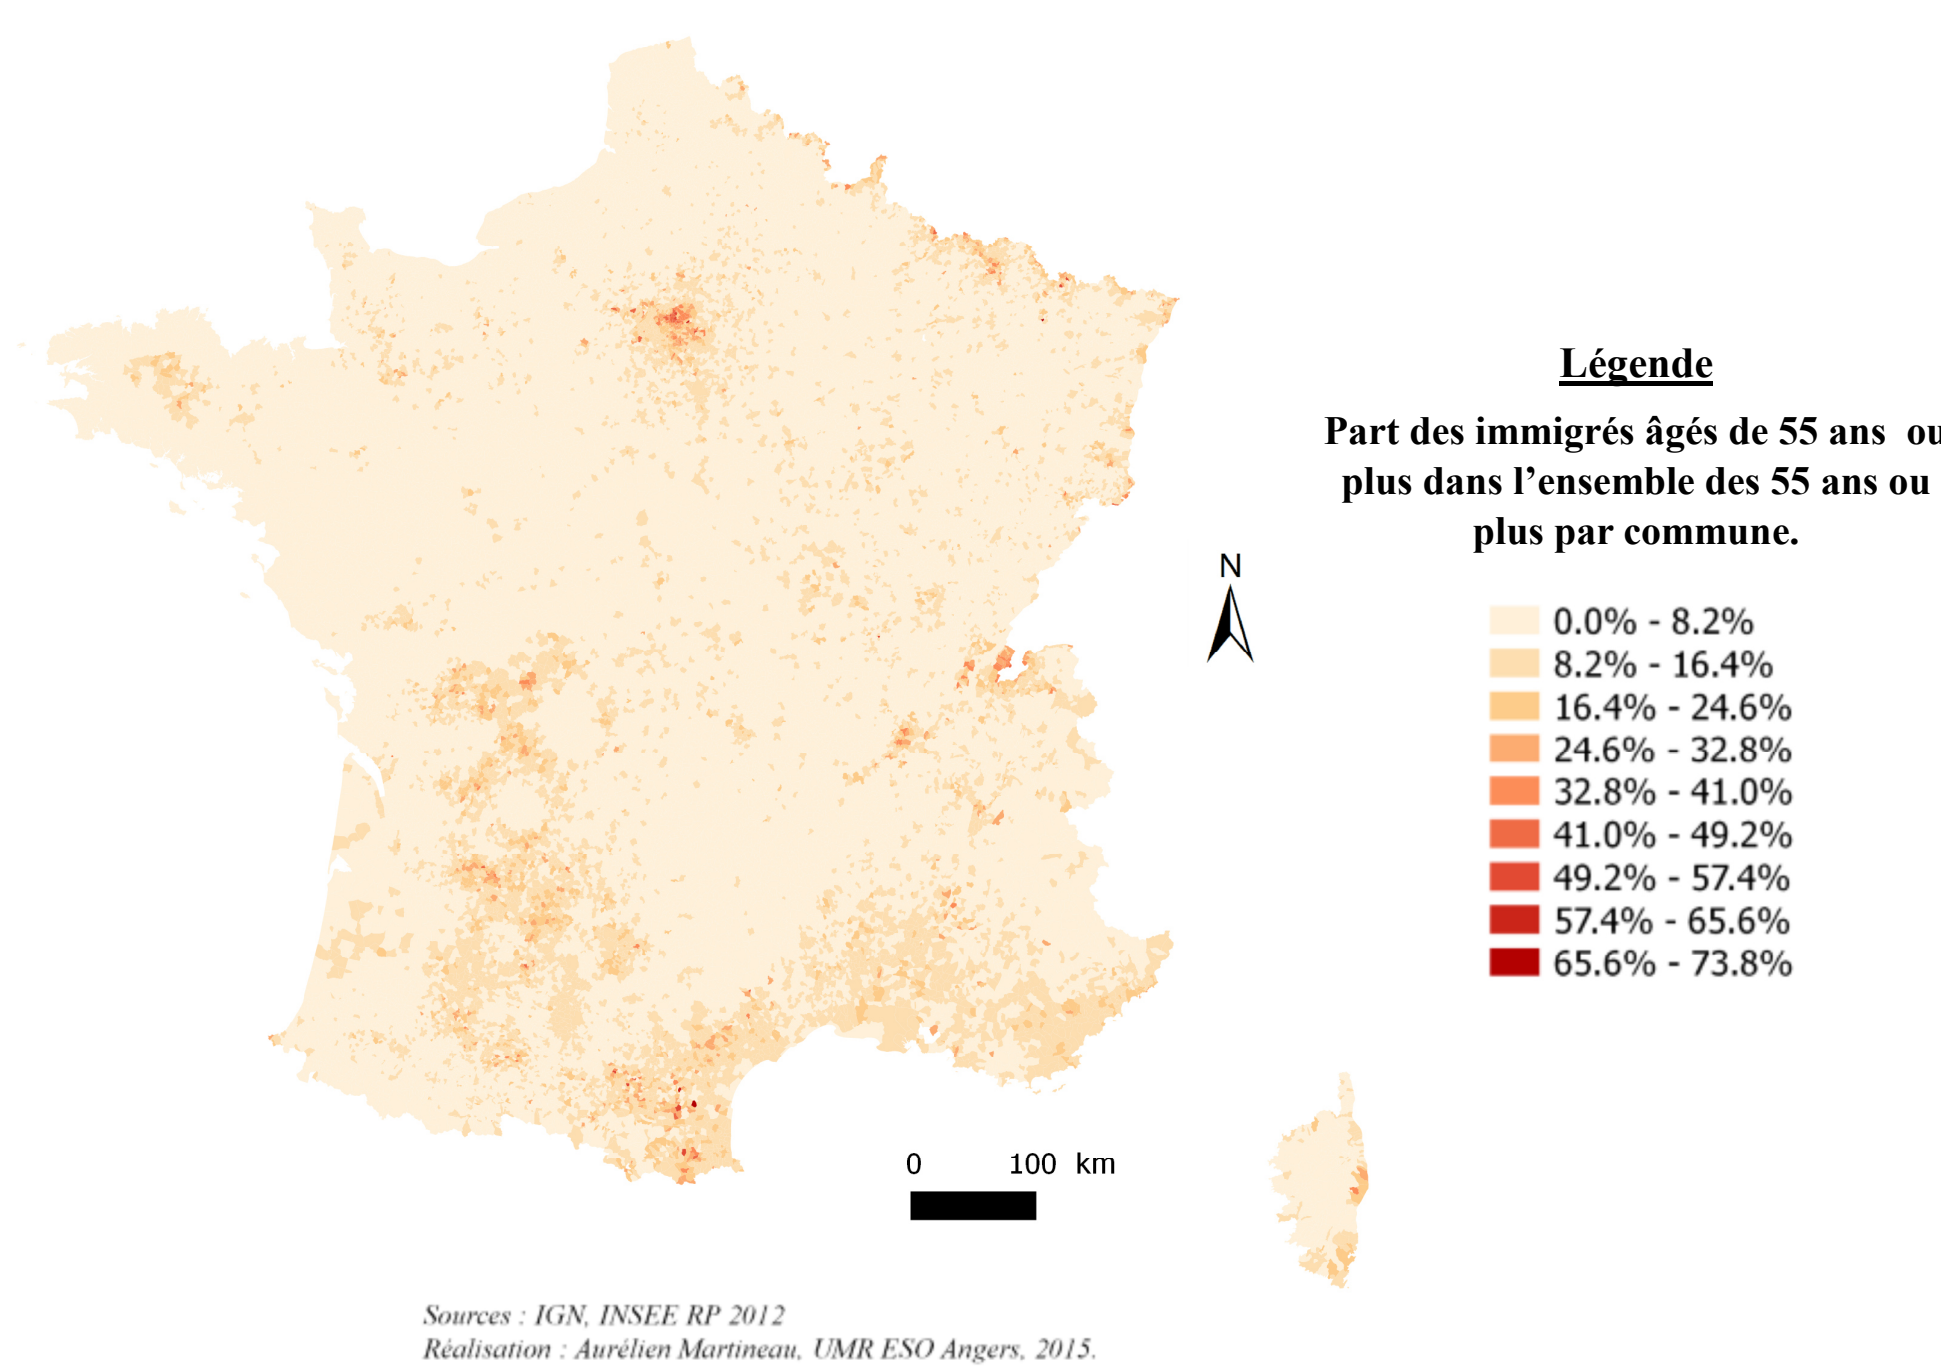 Légende
Part des immigrés âgés de 55 ans ou
plus dans l’ensemble des 55 ans ou
plus par commune.
N
0.0% - 8.2%
8.2% - 16.4%
16.4% - 24.6%
24.6% - 32.8%
32.8% - 41.0%
41.0% - 49.2%
49.2% - 57.4%
57.4% - 65.6%
65.6% - 73.8%
0 100 km
Sources : IGN, INSEE RP 2012
Réalisation : Aurélien Martineau, UMR ESO Angers, 2015.